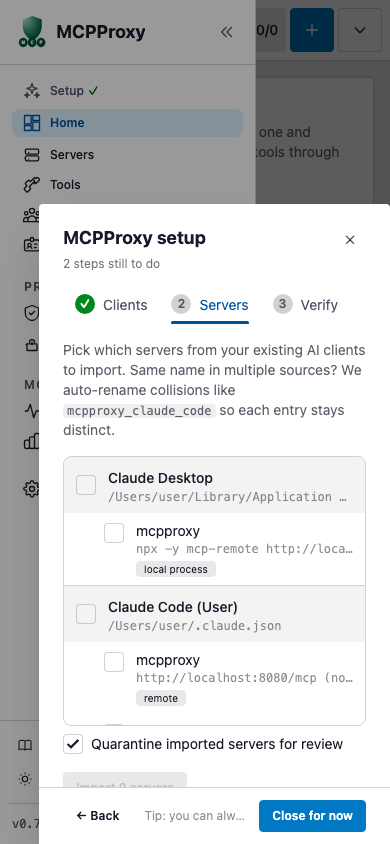 MCP
MCPProxy
0/0
Setup
Home
Servers
Tools
one and
tools through
PR
M
v0.7
MCPProxy setup
2 steps still to do
Clients
2 Servers
3 Verify
Pick which servers from your existing AI clients
to import. Same name in multiple sources? We
auto-rename collisions like
mcpproxy_claude_code so each entry stays
distinct.
Claude Desktop
/Users/user/Library/Application …
mcpproxy
npx -y mcp-remote http://loca…
local process
Claude Code (User)
/Users/user/.claude.json
mcpproxy
http://localhost:8080/mcp (no…
remote
Quarantine imported servers for review
Import 0 servers
← Back
Tip: you can alw…
Close for now